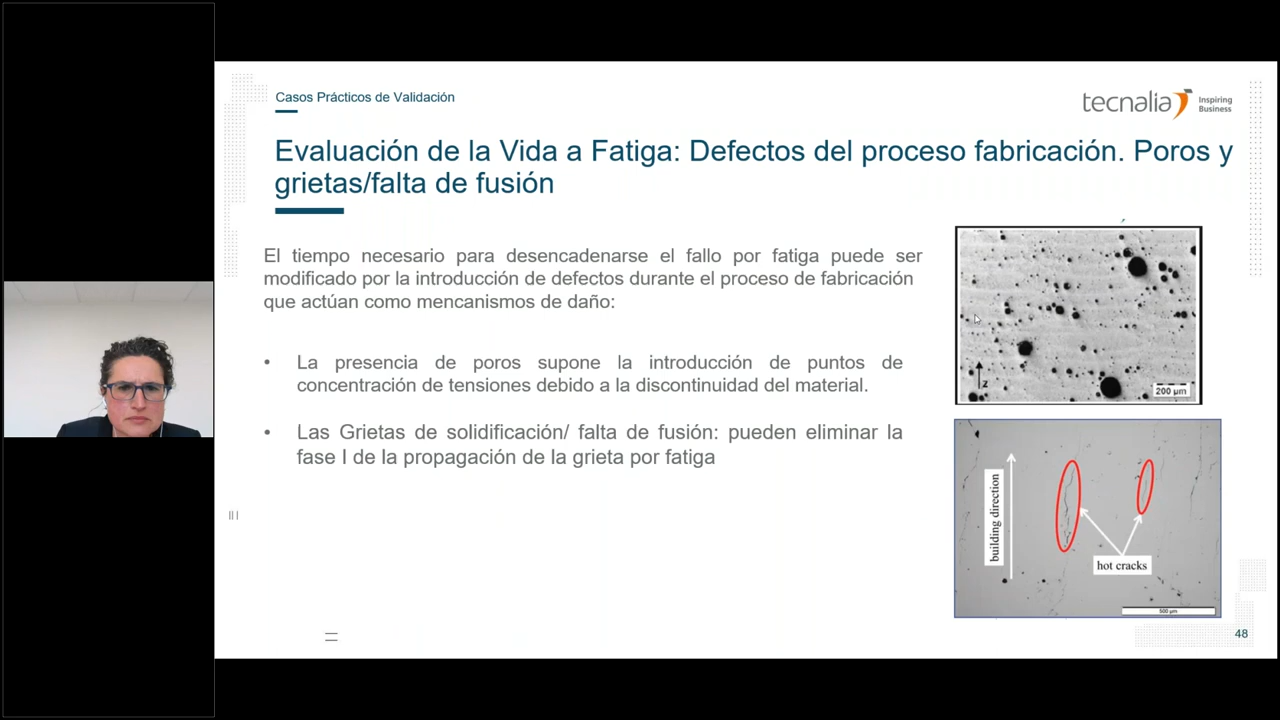 Casos Prácticos de Validación
tecnalia Inspiring Business
Evaluación de la Vida a Fatiga: Defectos del proceso fabricación. Poros y
grietas/falta de fusión
El tiempo necesario para desencadenarse el fallo por fatiga puede ser
modificado por la introducción de defectos durante el proceso de fabricación
que actúan como mencanismos de daño:
• La presencia de poros supone la introducción de puntos de
concentración de tensiones debido a la discontinuidad del material.
• Las Grietas de solidificación/ falta de fusión: pueden eliminar la
fase I de la propagación de la grieta por fatiga
z
200 µm
building direction
hot cracks
500 µm
48